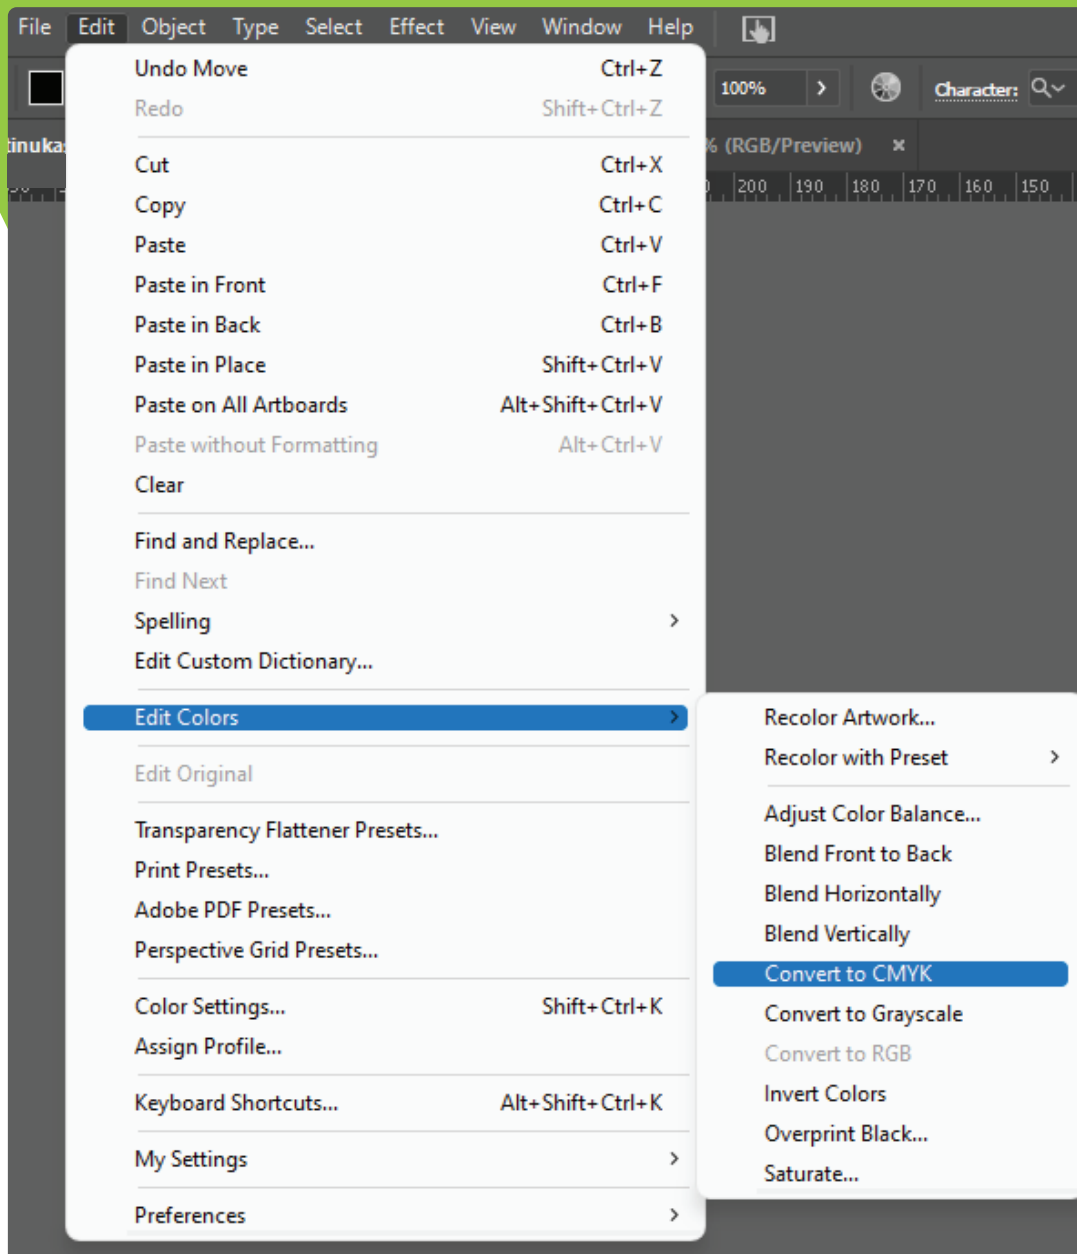 File Edit Object Type Select Effect View Window Help
100% Character:
tinuka % (RGB/Preview) ×
200 190 180 170 160 150
Undo Move Ctrl+Z
Redo Shift+Ctrl+Z
Cut Ctrl+X
Copy Ctrl+C
Paste Ctrl+V
Paste in Front Ctrl+F
Paste in Back Ctrl+B
Paste in Place Shift+Ctrl+V
Paste on All Artboards Alt+Shift+Ctrl+V
Paste without Formatting Alt+Ctrl+V
Clear
Find and Replace...
Find Next
Spelling
Edit Custom Dictionary...
Edit Colors
Edit Original
Transparency Flattener Presets...
Print Presets...
Adobe PDF Presets...
Perspective Grid Presets...
Color Settings... Shift+Ctrl+K
Assign Profile...
Keyboard Shortcuts... Alt+Shift+Ctrl+K
My Settings
Preferences
Recolor Artwork...
Recolor with Preset
Adjust Color Balance...
Blend Front to Back
Blend Horizontally
Blend Vertically
Convert to CMYK
Convert to Grayscale
Convert to RGB
Invert Colors
Overprint Black...
Saturate...